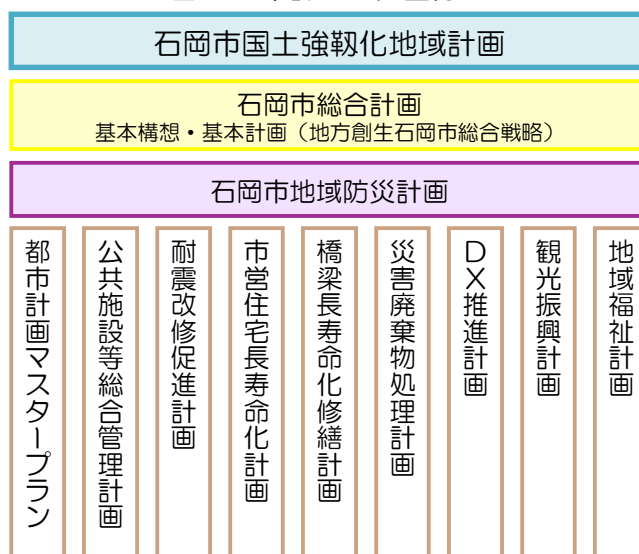 石岡市国土強靱化地域計画
石岡市総合計画
基本構想・基本計画（地方創生石岡市総合戦略）
石岡市地域防災計画
都市計画マスタープラン
公共施設等総合管理計画
耐震改修促進計画
市営住宅長寿命化計画
橋梁長寿命化修繕計画
災害廃棄物処理計画
DX推進計画
観光振興計画
地域福祉計画